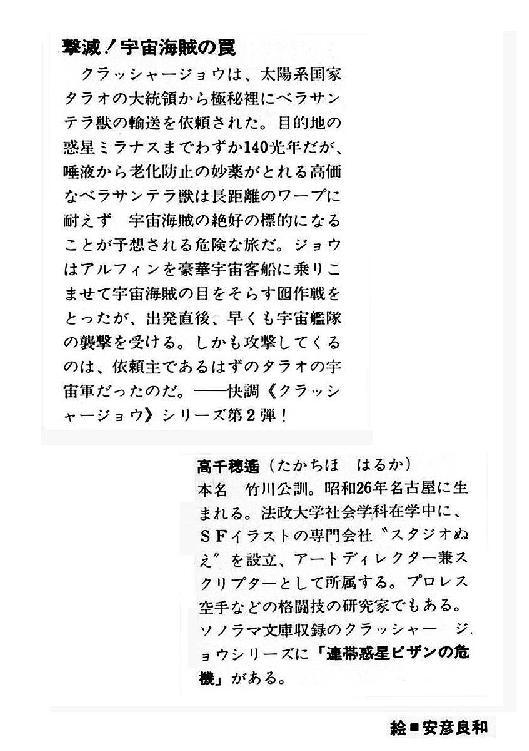 撃滅!宇宙海賊の罠
クラッシャージョウは、太陽系国家
タラオの大統領から極秘裡にベラサン
テラ獣の輸送を依頼された。目的地の
惑星ミラナスまでわずか140光年だが、
唾液から老化防止の妙薬がとれる高価
なベラサンテラ獣は長距離のワープに
耐えず 宇宙海賊の絶好の標的になる
ことが予想される危険な旅だ。ジョウ
はアルフィンを豪華宇宙客船に乗りこ
ませて宇宙海賊の目をそらす囮作戦を
とったが、出発直後、早くも宇宙艦隊
の襲撃を受ける。しかも攻撃してくる
のは、依頼主であるはずのタラオの宇
宙軍だったのだ。――快調《クラッシ
ャージョウ》シリーズ第2弾!
高千穂遙(たかちほ はるか)
本名 竹川公訓。昭和26年名古屋に生
まれる。法政大学社会学科在学中に、
SFイラストの専門会社〝スタジオぬ
え〟を設立、アートディレクター兼ス
クリプターとして所属する。プロレス
空手などの格闘技の研究家でもある。
ソノラマ文庫収録のクラッシャー ジ
ョウシリーズに「連帯惑星ピザンの危
機」がある。
絵■安彦良和